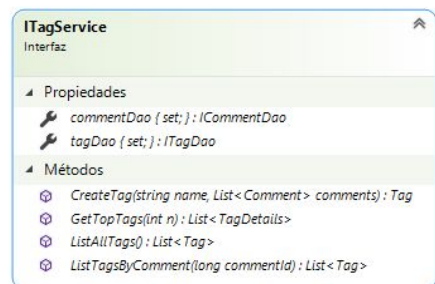 ITagService
Interfaz
Propiedades
commentDao { set; } : ICommentDao
tagDao { set; } : ITagDao
Métodos
CreateTag(string name, List<Comment> comments) : Tag
GetTopTags(int n) : List<TagDetails>
ListAllTags() : List<Tag>
ListTagsByComment(long commentId) : List<Tag>